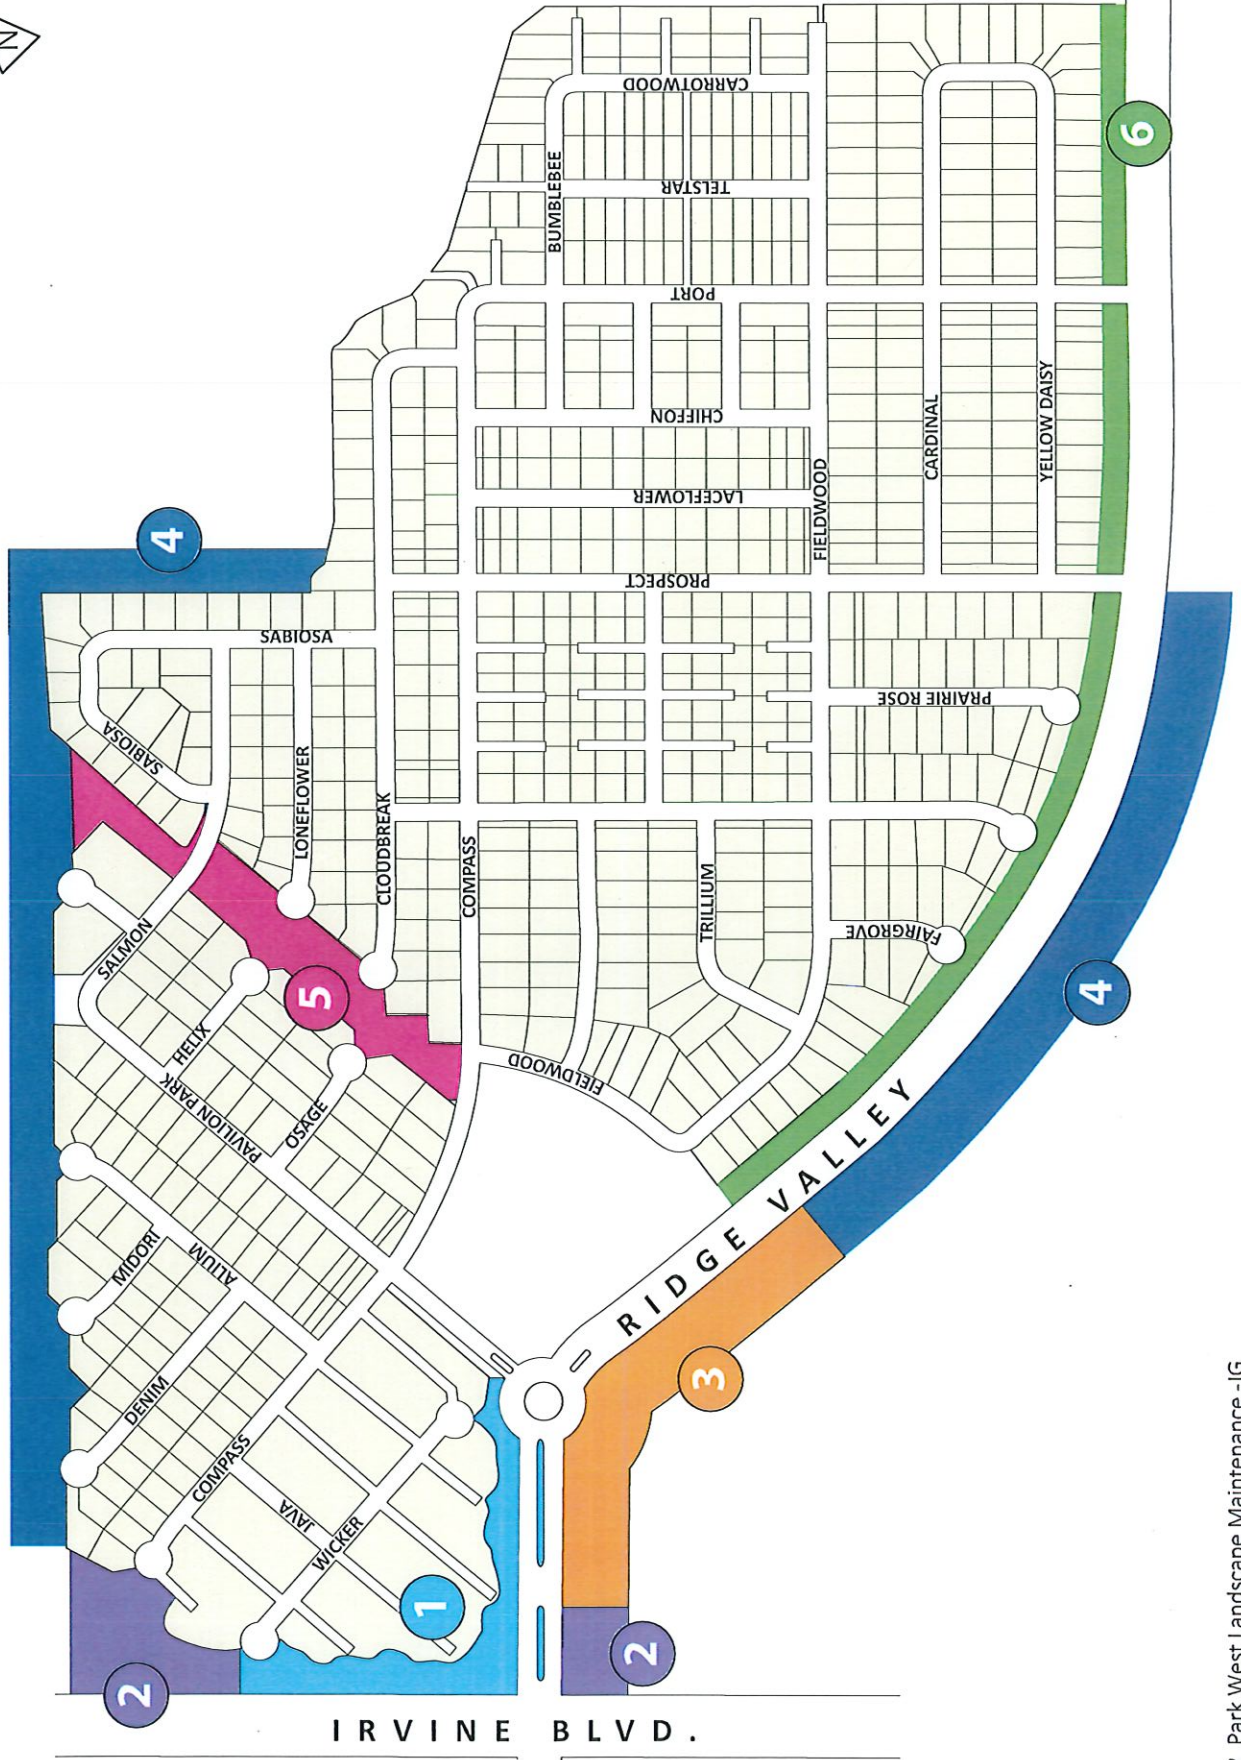 N
CARROTWOOD
BUMBLEBEE
TELSTAR
6
PORT
CHIFFON
CARDINAL
YELLOW DAISY
LACEFLOWER
FIELDWOOD
4
PROSPECT
SABIOSA
SABIOSA
PRAIRIE ROSE
LONEFLOWER
CLOUDBREAK
COMPASS
TRILLIUM
FAIRGROVE
SALMON
5
4
HELIX
PAVILION PARK
OSAGE
FIELDWOOD
RIDGE VALLEY
MIDORI
ALIUM
3
DENIM
COMPASS
JAVA
WICKER
1
2
2
IRVINE BLVD.
Park West Landscape Maintenance -IG